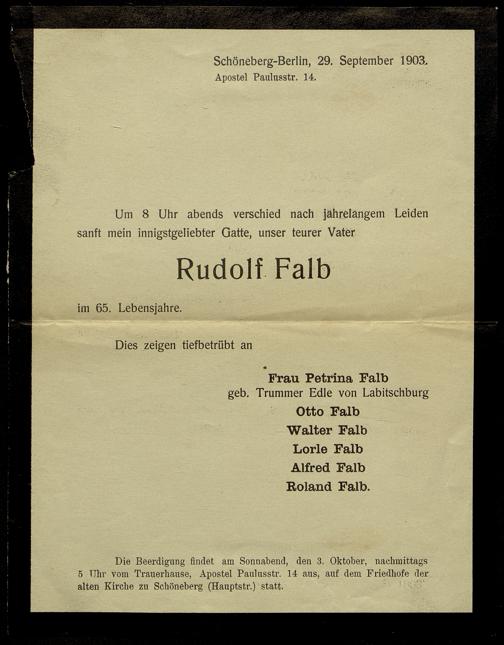 Schöneberg-Berlin, 29. September 1903.
Apostel Paulusstr. 14.
Um 8 Uhr abends verschied nach jahrelangem Leiden
sanft mein innigstgeliebter Gatte, unser teurer Vater
Rudolf Falb
im 65. Lebensjahre.
Dies zeigen tiefbetrübt an
Frau Petrina Falb
geb. Trummer Edle von Labitschburg
Otto Falb
Walter Falb
Lorle Falb
Alfred Falb
Roland Falb.
Die Beerdigung findet am Sonnabend, den 3. Oktober, nachmittags
5 Uhr vom Trauerhause, Apostel Paulusstr. 14 aus, auf dem Friedhofe der
alten Kirche zu Schöneberg (Hauptstr.) statt.